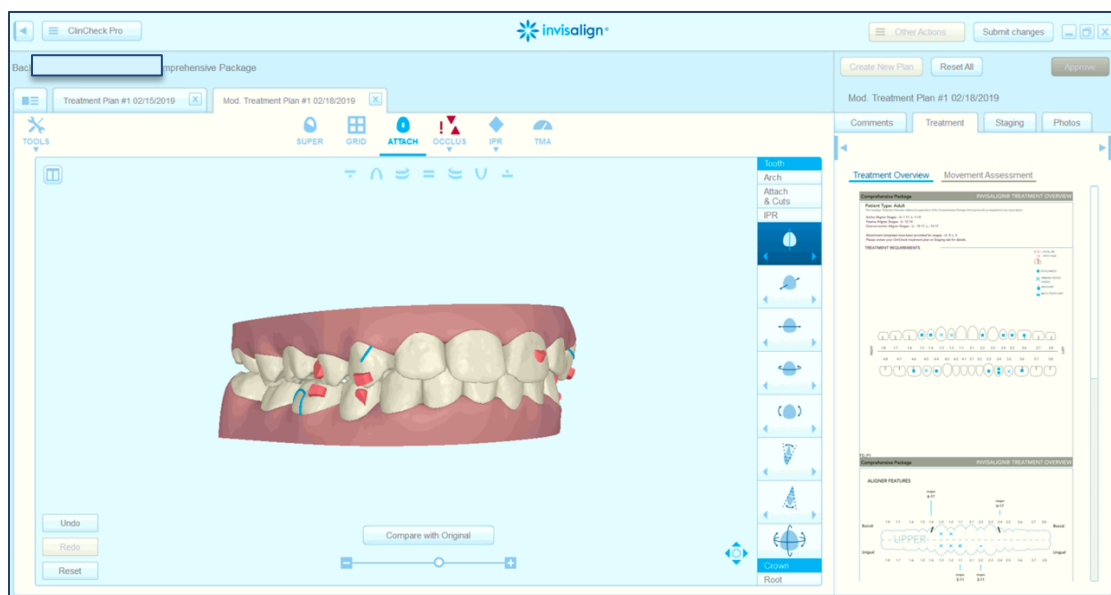 ClinCheck Pro
invisalign
Other Actions
Submit changes
X
Bac
mprehensive Package
Create New Plan
Reset All
Approve
Treatment Plan #1 02/15/2019 X
Mod. Treatment Plan #1 02/18/2019 X
Mod. Treatment Plan #1 02/18/2019
TOOLS
SUPER
GRID
ATTACH
OCCLUS
IPR
TMA
Comments
Treatment
Staging
Photos
Tooth
Arch
Attach
& Cuts
IPR
Crown
Root
Undo
Redo
Reset
Compare with Original
Treatment Overview
Movement Assessment
Comprehensive Package
INVISALIGN® TREATMENT OVERVIEW
Patient Type: Adult
TREATMENT REQUIREMENTS
Comprehensive Package
INVISALIGN® TREATMENT OVERVIEW
ALIGNER FEATURES
Buccal
Buccal
UPPER
Lingual
Lingual